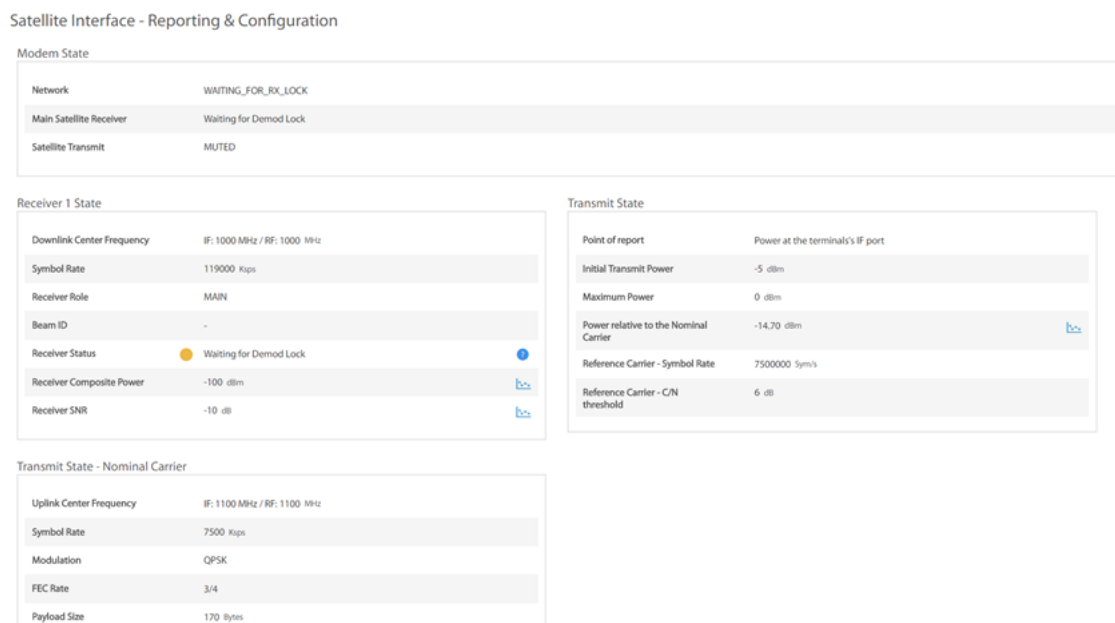 Satellite Interface - Reporting & Configuration
Modem State
Network WAITING_FOR_RX_LOCK
Main Satellite Receiver Waiting for Demod Lock
Satellite Transmit MUTED
Receiver 1 State
Downlink Center Frequency IF: 1000 MHz / RF: 1000 MHz
Symbol Rate 119000 Ksps
Receiver Role MAIN
Beam ID -
Receiver Status Waiting for Demod Lock ?
Receiver Composite Power -100 dBm
Receiver SNR -10 dB
Transmit State
Point of report Power at the terminals's IF port
Initial Transmit Power -5 dBm
Maximum Power 0 dBm
Power relative to the Nominal -14.70 dBm
Carrier
Reference Carrier - Symbol Rate 7500000 Sym/s
Reference Carrier - C/N 6 dB
threshold
Transmit State - Nominal Carrier
Uplink Center Frequency IF: 1100 MHz / RF: 1100 MHz
Symbol Rate 7500 Ksps
Modulation QPSK
FEC Rate 3/4
Payload Size 170 Bytes